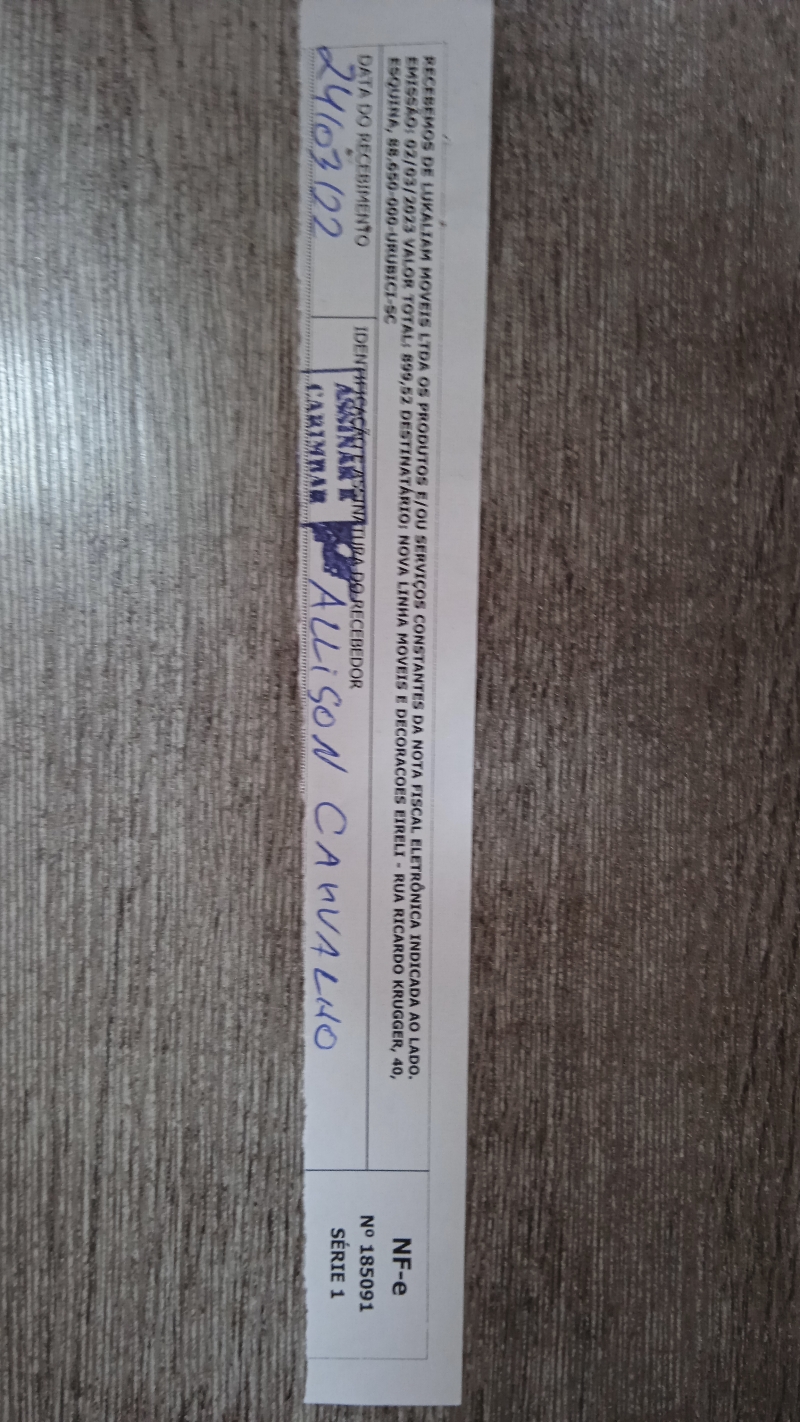 RECEBEMOS DE LUKALIAM MOVEIS LTDA OS PRODUTOS E/OU SERVIÇOS CONSTANTES DA NOTA FISCAL ELETRÔNICA INDICADA AO LADO.
EMISSÃO: 02/03/2023 VALOR TOTAL: 899,52 DESTINATÁRIO: NOVA LINHA MOVEIS E DECORACOES EIRELI - RUA RICARDO KRUGGER, 40,
ESQUINA, 88.650-000-URUBICI-SC
DATA DO RECEBIMENTO
24/03/22
IDENTIFICAÇÃO E ASSINATURA DO RECEBEDOR
ASSINAR E
CARIMBAR
ALLISON CARVALHO
NF-e
Nº 185091
SÉRIE 1